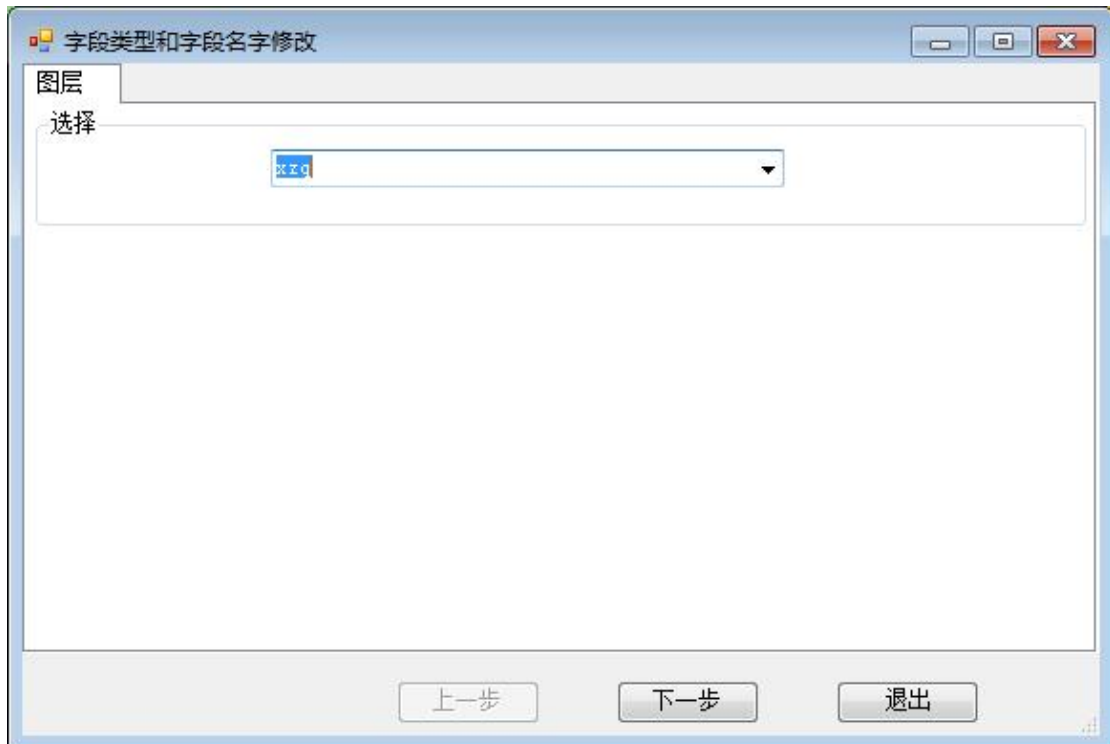 字段类型和字段名字修改
图层
选择
xzq
上一步
下一步
退出